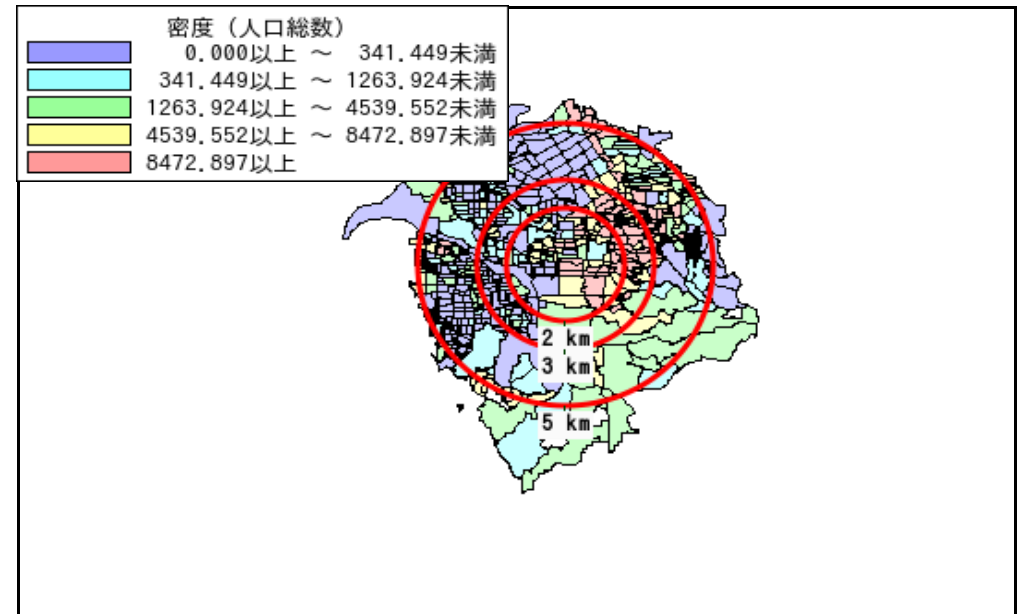 密度（人口総数）
0.000以上 ～ 341.449未満
341.449以上 ～ 1263.924未満
1263.924以上 ～ 4539.552未満
4539.552以上 ～ 8472.897未満
8472.897以上
2 km
3 km
5 km